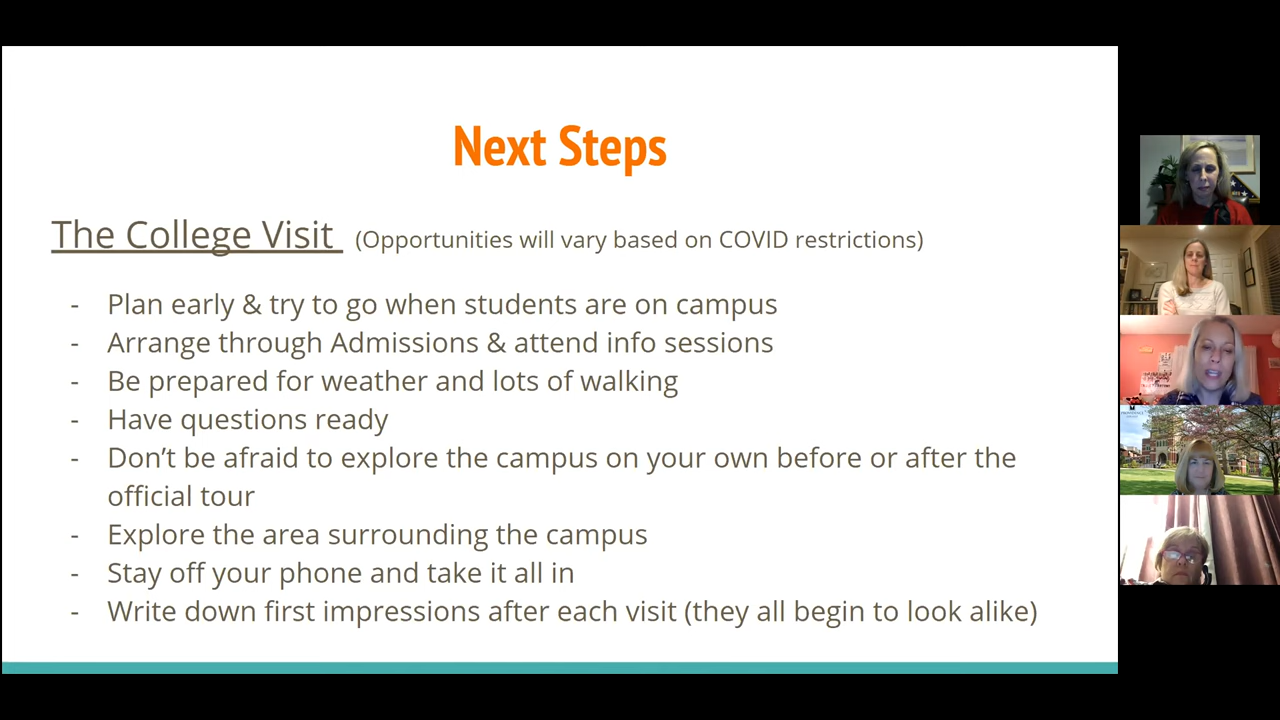 Next Steps
The College Visit (Opportunities will vary based on COVID restrictions)
- Plan early & try to go when students are on campus
- Arrange through Admissions & attend info sessions
- Be prepared for weather and lots of walking
- Have questions ready
- Don’t be afraid to explore the campus on your own before or after the
official tour
- Explore the area surrounding the campus
- Stay off your phone and take it all in
- Write down first impressions after each visit (they all begin to look alike)